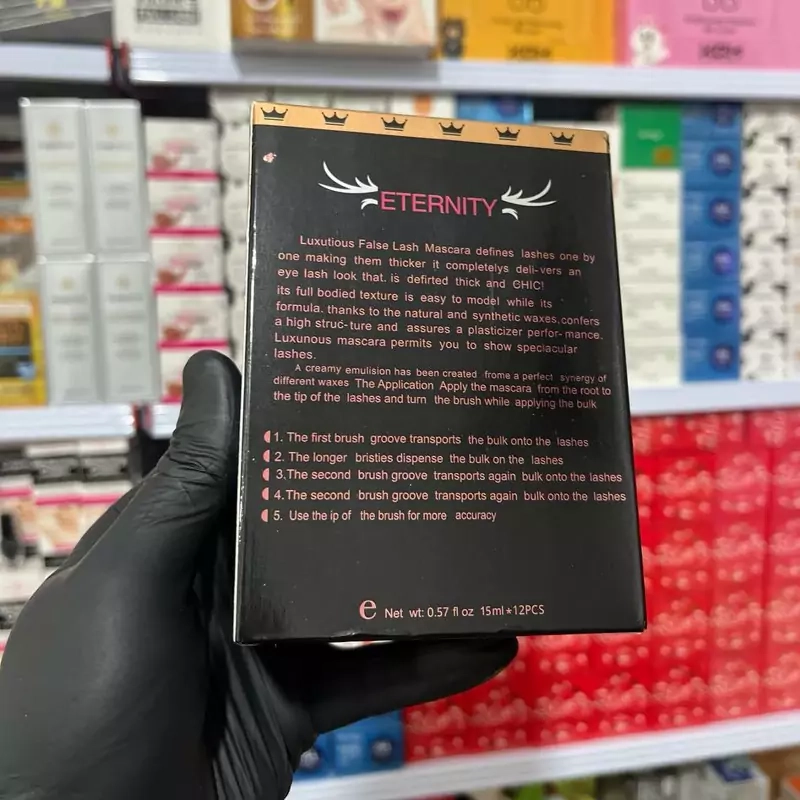 ETERNITY
Luxutious False Lash Mascara defines lashes one by
one making them thicker it completelys deli-vers an
eye lash look that. is defirted thick and CHIC!
its full bodied texture is easy to model while its
formula. thanks to the natural and synthetic waxes.confers
a high struc-ture and assures a plasticizer perfor-mance.
Luxunous mascara permits you to show speciacular
lashes.
A creamy emulision has been created frome a perfect synergy of
different waxes The Application Apply the mascara from the root to
the tip of the lashes and turn the brush while applying the bulk
1. The first brush groove transports the bulk onto the lashes
2. The longer bristies dispense the bulk on the lashes
3.The second brush groove transports again bulk onto the lashes
4.The second brush groove transports again bulk onto the lashes
5. Use the ip of the brush for more accuracy
e Net wt: 0.57 fl oz 15ml*12PCS